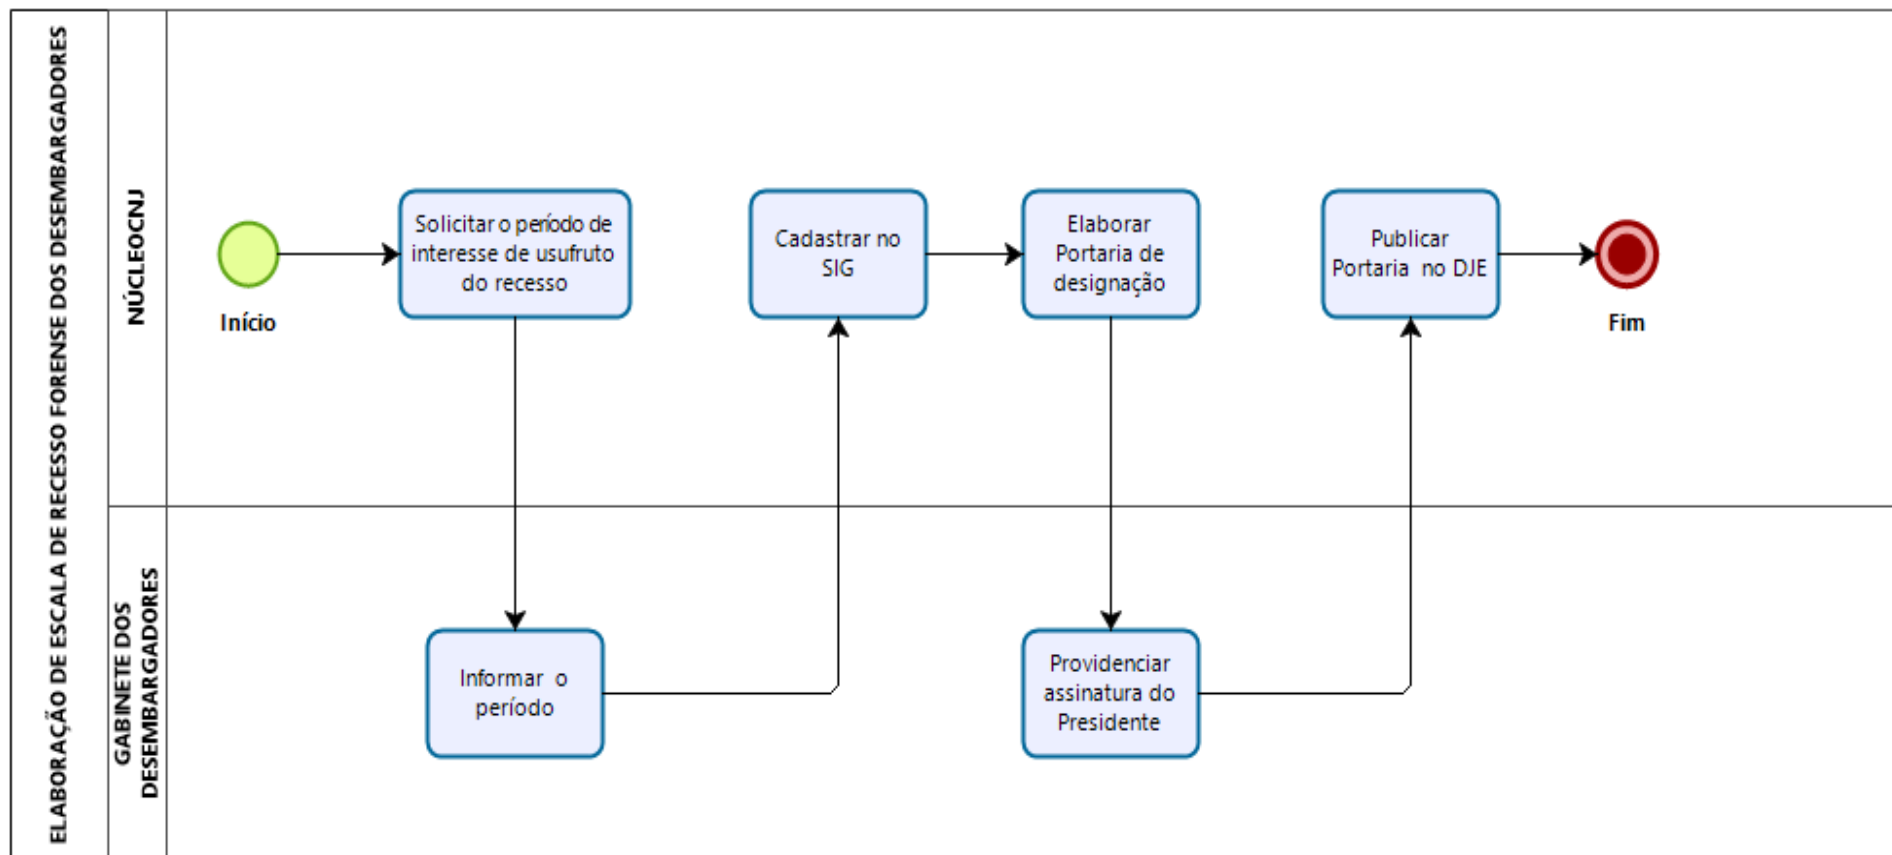 ELABORAÇÃO DE ESCALA DE RECESSO FORENSE DOS DESEMBARGADORES
NÚCLEOCNJ
Início
Solicitar o período de
interesse de usufruto
do recesso
Cadastrar no
SIG
Elaborar
Portaria de
designação
Publicar
Portaria no DJE
Fim
GABINETE DOS
DESEMBARGADORES
Informar o
período
Providenciar
assinatura do
Presidente